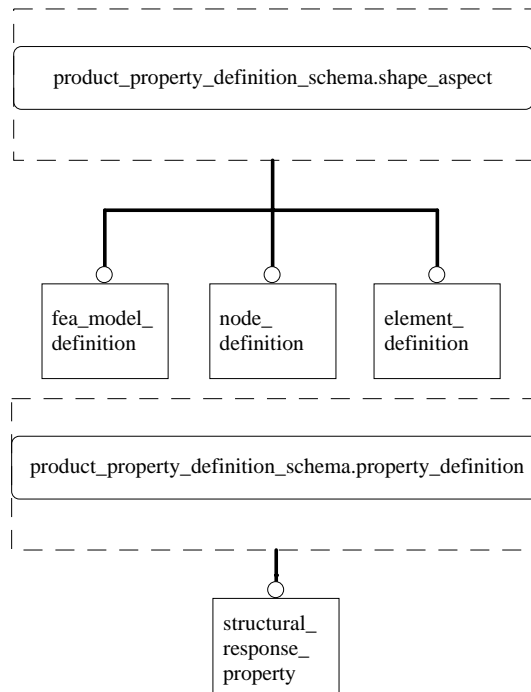 product_property_definition_schema.shape_aspect
fea_model_
definition
node_
definition
element_
definition
product_property_definition_schema.property_definition
structural_
response_
property